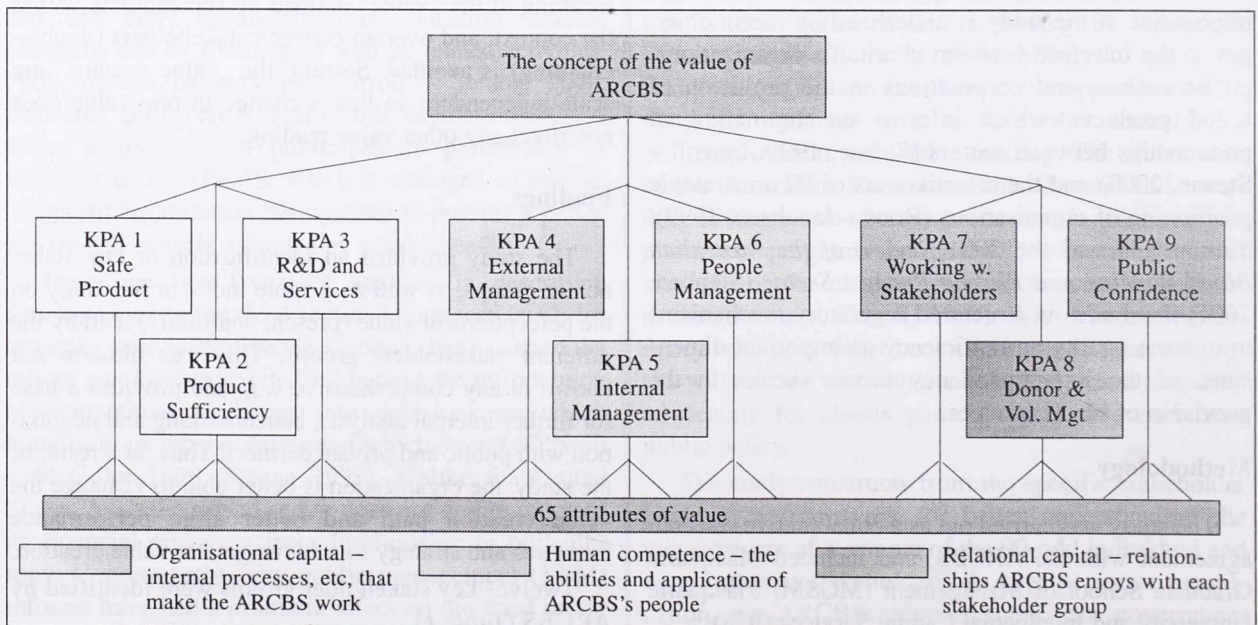 The concept of the value of
ARCBS
KPA 1
Safe
Product
KPA 3
R&D and
Services
KPA 4
External
Management
KPA 6
People
Management
KPA 7
Working w.
Stakeholders
KPA 9
Public
Confidence
KPA 2
Product
Sufficiency
KPA 5
Internal
Management
KPA 8
Donor &
Vol. Mgt
65 attributes of value
Organisational capital -
internal processes, etc, that
make the ARCBS work
Human competence - the
abilities and application of
ARCBS's people
Relational capital - relation-
ships ARCBS enjoys with each
stakeholder group